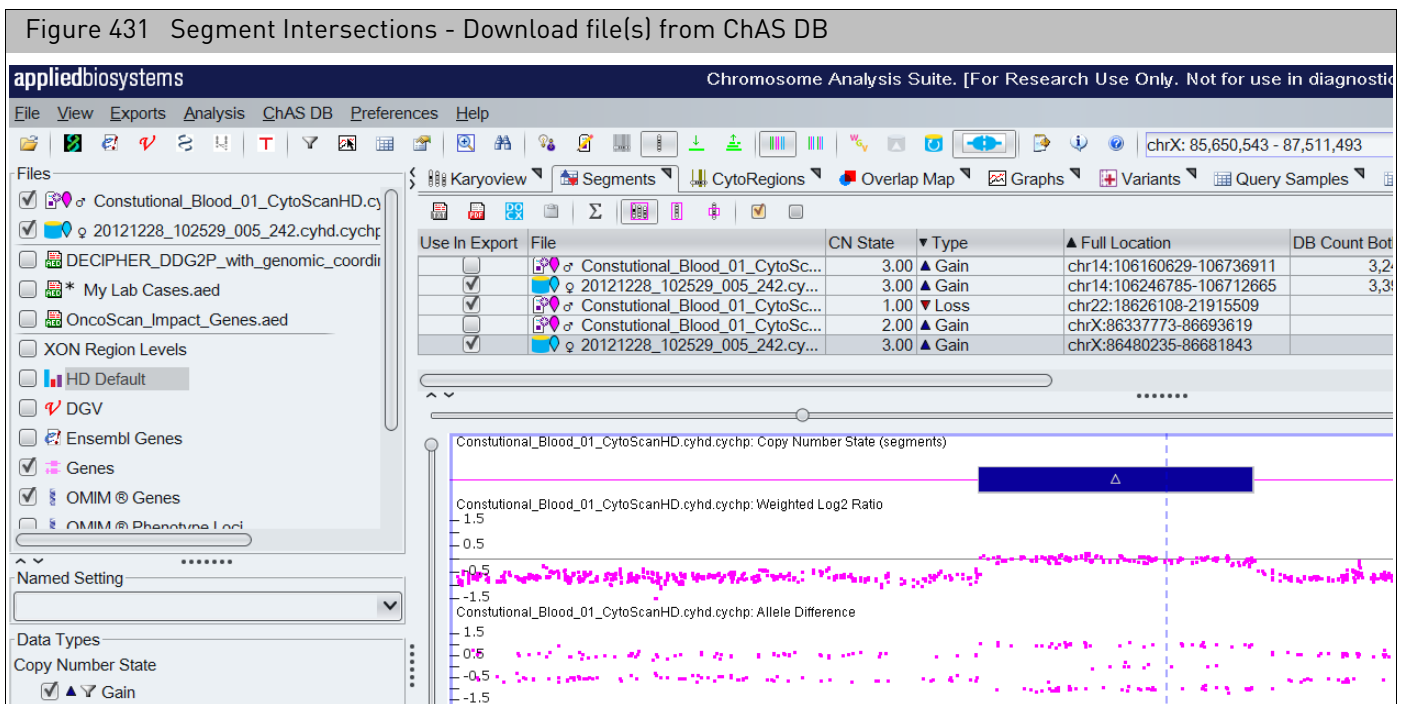 Figure 431 Segment Intersections - Download file(s) from ChAS DB
appliedbiosystems
Chromosome Analysis Suite. [For Research Use Only. Not for use in diagnostic
File View Exports Analysis ChAS DB Preferences Help
chrX: 85,650,543 - 87,511,493
Files
Constutional_Blood_01_CytoScanHD.cy
20121228_102529_005_242.cyhd.cychp
DECIPHER_DDG2P_with_genomic_coordin
* My Lab Cases.aed
OncoScan_Impact_Genes.aed
XON Region Levels
HD Default
DGV
Ensembl Genes
Genes
OMIM ® Genes
OMIM ® Phenotype Loci
Named Setting
Data Types
Copy Number State
Gain
Karyoview Segments CytoRegions Overlap Map Graphs Variants Query Samples
Use In Export File CN State Type Full Location DB Count Bot
Constutional_Blood_01_CytoSc... 3.00 Gain chr14:106160629-106736911 3,24
20121228_102529_005_242.cy... 3.00 Gain chr14:106246785-106712665 3,39
Constutional_Blood_01_CytoSc... 1.00 Loss chr22:18626108-21915509
Constutional_Blood_01_CytoSc... 2.00 Gain chrX:86337773-86693619
20121228_102529_005_242.cy... 3.00 Gain chrX:86480235-86681843
Constutional_Blood_01_CytoScanHD.cyhd.cychp: Copy Number State (segments)
Constutional_Blood_01_CytoScanHD.cyhd.cychp: Weighted Log2 Ratio
1.5
0.5
-0.5
-1.5
Constutional_Blood_01_CytoScanHD.cyhd.cychp: Allele Difference
1.5
0.5
-0.5
-1.5